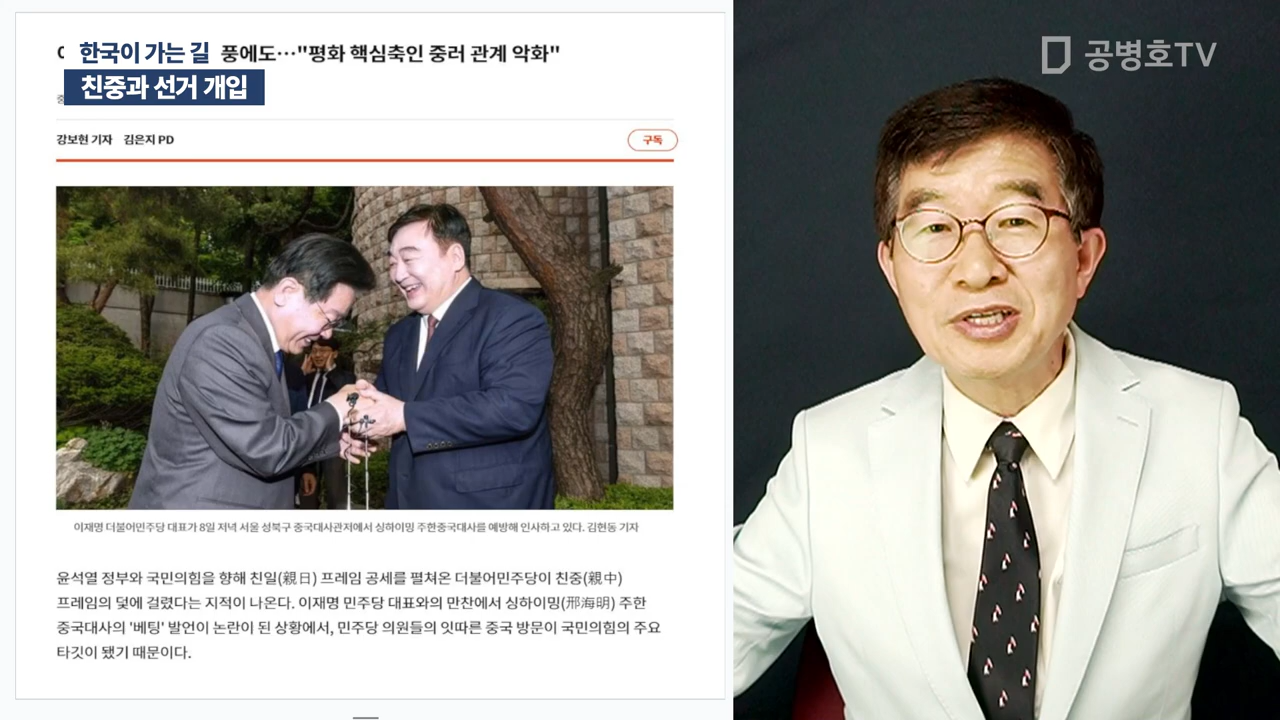 한국이 가는 길 풍에도…"평화 핵심축인 중러 관계 악화"
친중과 선거 개입
강보현 기자 김은지 PD
구독
이재명 더불어민주당 대표가 8일 저녁 서울 성북구 중국대사관저에서 싱하이밍 주한중국대사를 예방해 인사하고 있다. 김현동 기자
윤석열 정부와 국민의힘을 향해 친일(親日) 프레임 공세를 펼쳐온 더불어민주당이 친중(親中)
프레임의 덫에 걸렸다는 지적이 나온다. 이재명 민주당 대표와의 만찬에서 싱하이밍(邢海明) 주한
중국대사의 '베팅' 발언이 논란이 된 상황에서, 민주당 의원들의 잇따른 중국 방문이 국민의힘의 주요
타깃이 됐기 때문이다.
공병호TV